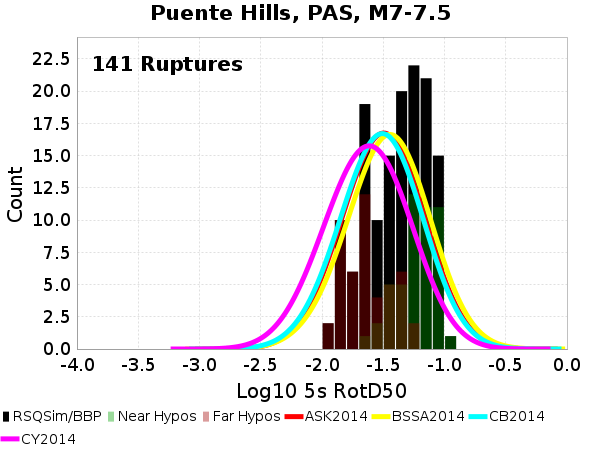 Puente Hills, PAS, M7-7.5
141 Ruptures
22.5
20.0
17.5
15.0
12.5
10.0
7.5
5.0
2.5
0.0
Count
-4.0 -3.5 -3.0 -2.5 -2.0 -1.5 -1.0 -0.5 0.0
Log10 5s RotD50
RSQSim/BBP Near Hypos Far Hypos ASK2014 BSSA2014 CB2014
CY2014